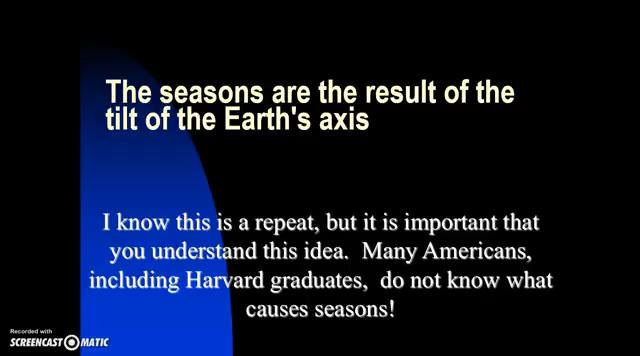 The seasons are the result of the
tilt of the Earth's axis
I know this is a repeat, but it is important that
you understand this idea.  Many Americans,
including Harvard graduates,  do not know what
causes seasons!
Recorded with
SCREENCAST MATIC